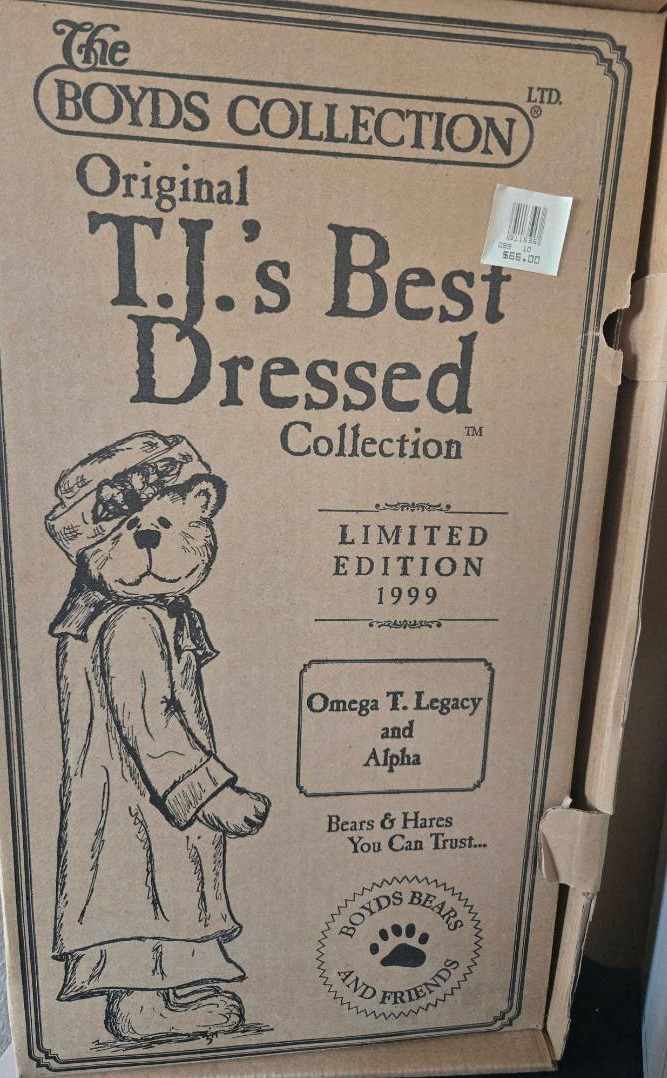 The
BOYDS COLLECTION LTD.®
Original
T.J.'s Best
Dressed
Collection™
LIMITED
EDITION
1999
Omega T. Legacy
and
Alpha
Bears & Hares
You Can Trust...
BOYDS BEARS
AND FRIENDS
10
$65.00